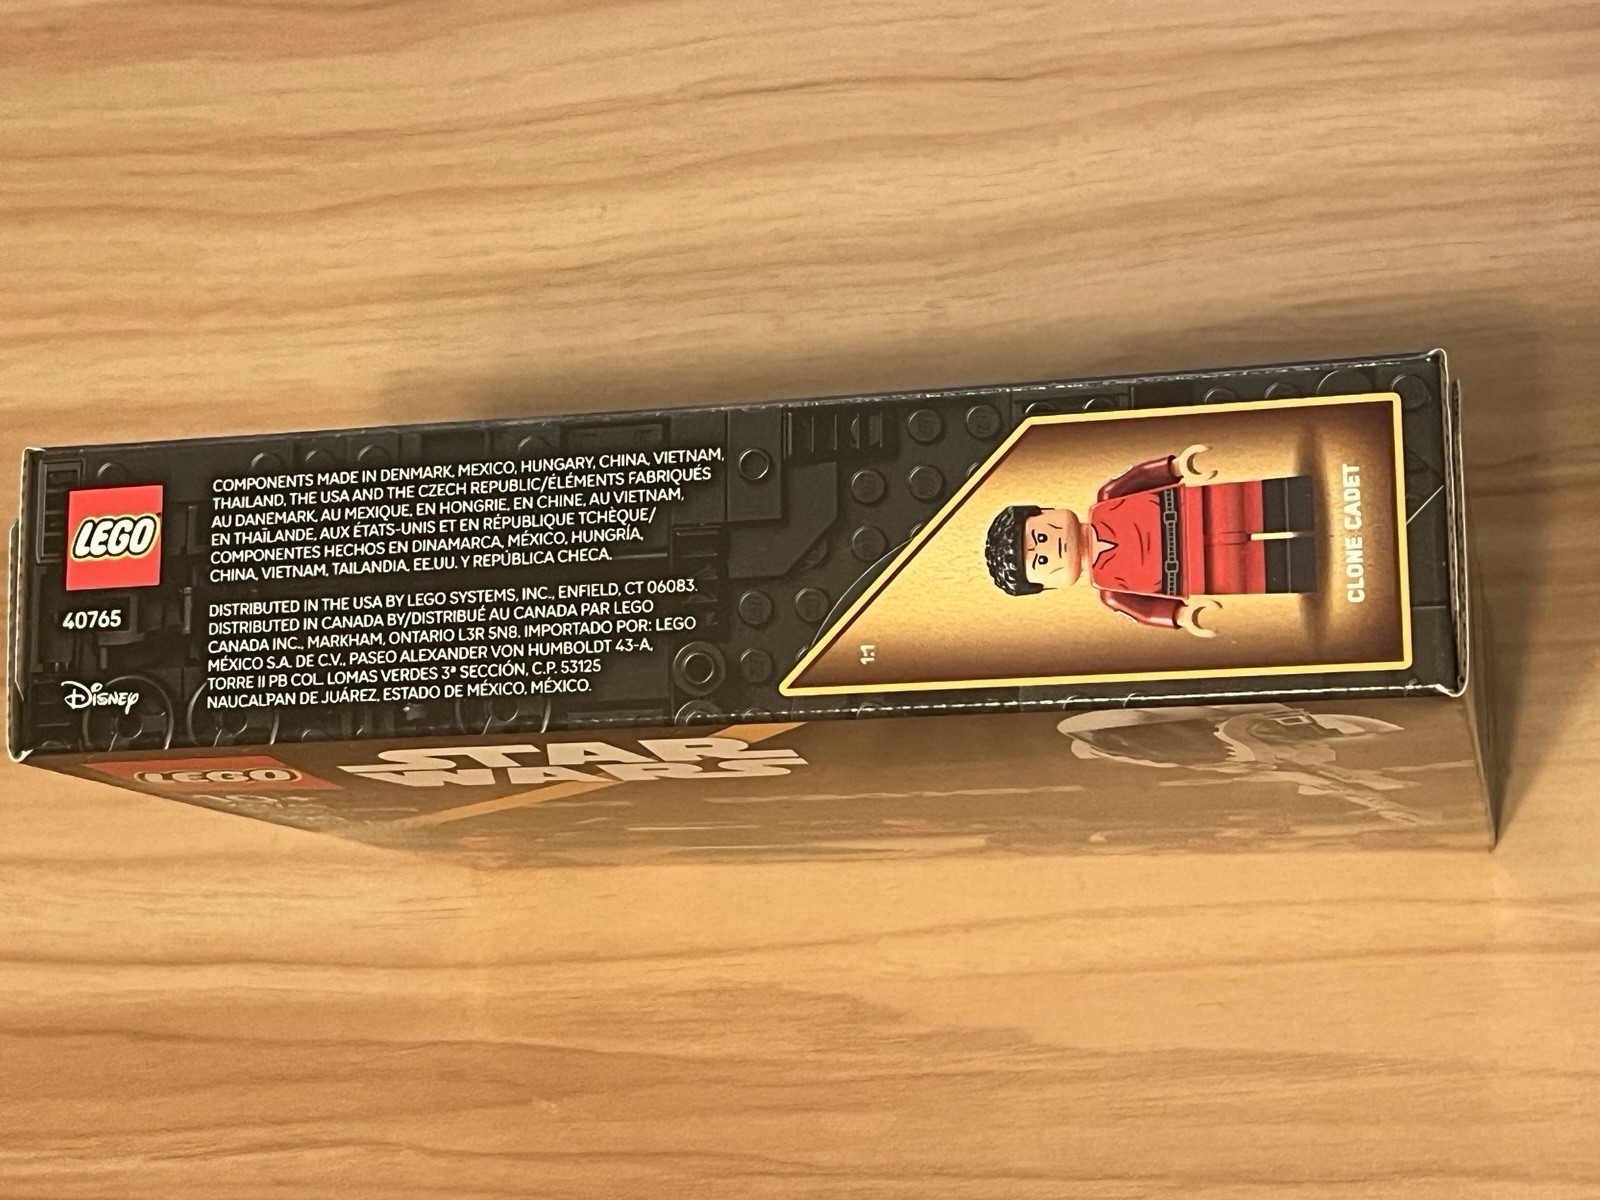 LEGO
40765
Disney
COMPONENTS MADE IN DENMARK, MEXICO, HUNGARY, CHINA, VIETNAM,
THAILAND, THE USA AND THE CZECH REPUBLIC/ÉLÉMENTS FABRIQUÉS
AU DANEMARK, AU MEXIQUE, EN HONGRIE, EN CHINE, AU VIETNAM,
EN THAÏLANDE, AUX ÉTATS-UNIS ET EN RÉPUBLIQUE TCHÈQUE/
COMPONENTES HECHOS EN DINAMARCA, MÉXICO, HUNGRÍA,
CHINA, VIETNAM, TAILANDIA, EE.UU. Y REPÚBLICA CHECA.
DISTRIBUTED IN THE USA BY LEGO SYSTEMS, INC., ENFIELD, CT 06083.
DISTRIBUTED IN CANADA BY/DISTRIBUÉ AU CANADA PAR LEGO
CANADA INC., MARKHAM, ONTARIO L3R 5N8. IMPORTADO POR: LEGO
MÉXICO S.A. DE C.V., PASEO ALEXANDER VON HUMBOLDT 43-A,
TORRE II PB COL. LOMAS VERDES 3ª SECCIÓN, C.P. 53125
NAUCALPAN DE JUÁREZ, ESTADO DE MÉXICO, MÉXICO.
1:1
CLONE CADET
LEGO
STAR
WARS